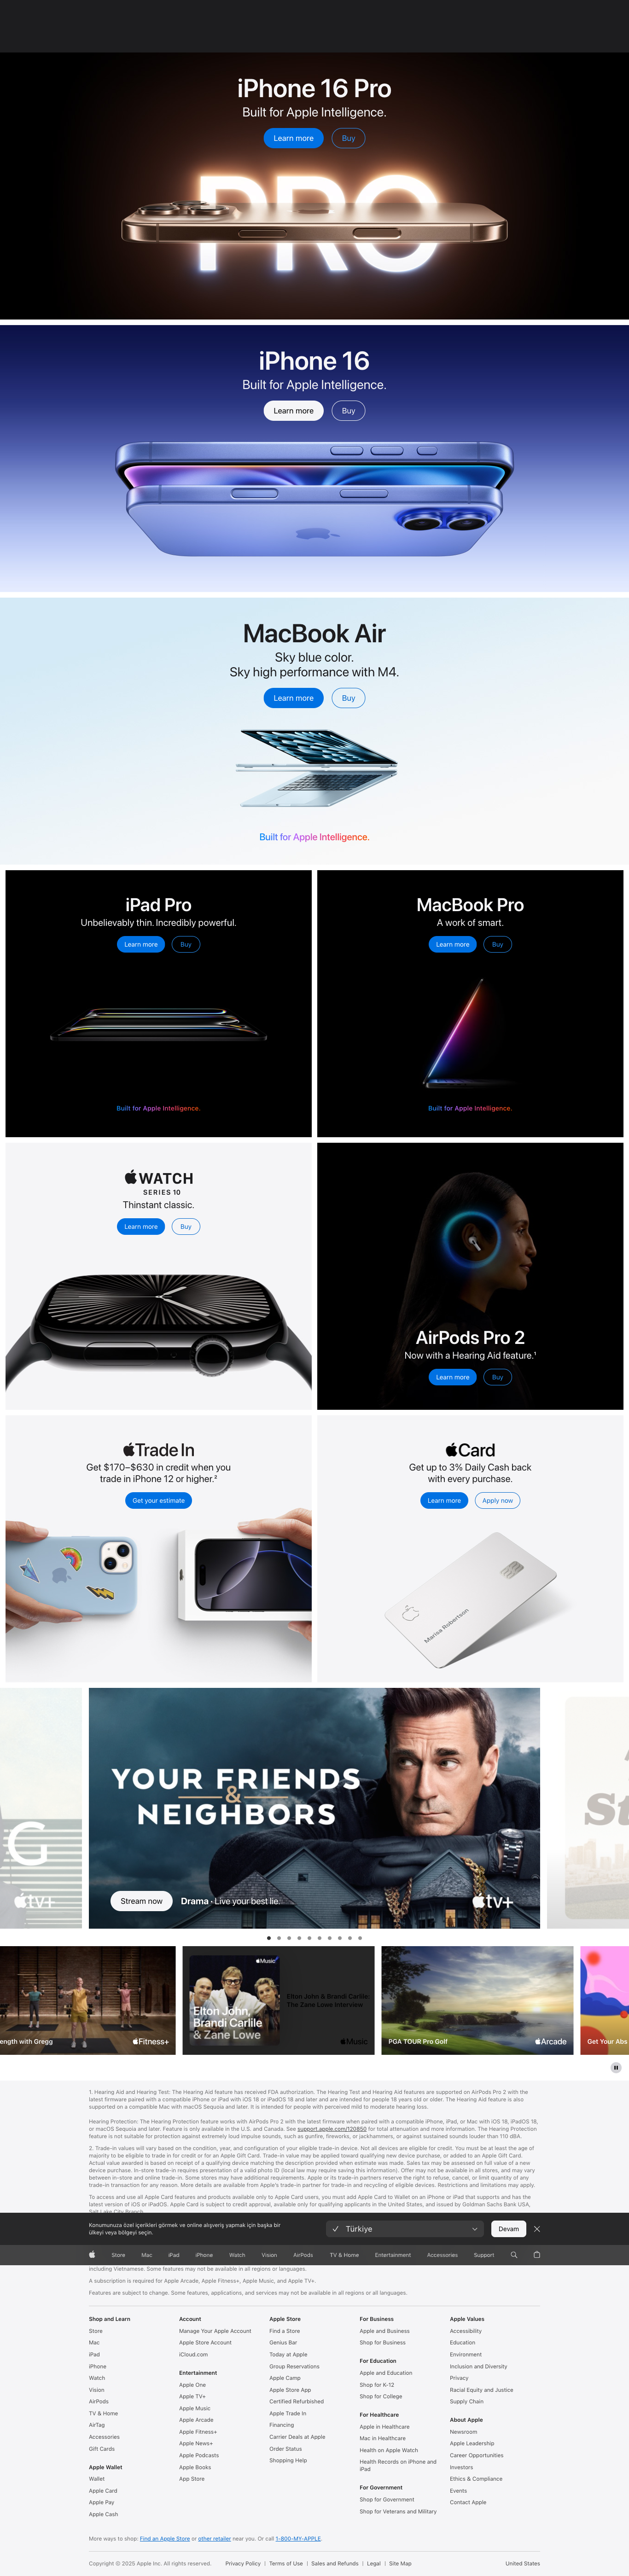 iPhone 16 Pro
Built for Apple Intelligence.
Learn more
Buy
PRO
iPhone 16
Built for Apple Intelligence.
Learn more
Buy
MacBook Air
Sky blue color.
Sky high performance with M4.
Learn more
Buy
Built for Apple Intelligence.
iPad Pro
Unbelievably thin. Incredibly powerful.
Learn more
Buy
Built for Apple Intelligence.
MacBook Pro
A work of smart.
Learn more
Buy
Built for Apple Intelligence.
WATCH
SERIES 10
Thinstant classic.
Learn more
Buy
AirPods Pro 2
Now with a Hearing Aid feature.¹
Learn more
Buy
Trade In
Get $170–$630 in credit when you
trade in iPhone 12 or higher.²
Get your estimate
Card
Get up to 3% Daily Cash back
with every purchase.
Learn more
Apply now
Marisa Robertson
G
tv+
YOUR FRIENDS
&
NEIGHBORS
Stream now
Drama · Live your best lie.
tv+
ength with Gregg
Fitness+
Music
Elton John,
Brandi Carlile
& Zane Lowe
Elton John & Brandi Carlile:
The Zane Lowe Interview
Music
PGA TOUR Pro Golf
Arcade
Get Your Abs
1. Hearing Aid and Hearing Test: The Hearing Aid feature has received FDA authorization. The Hearing Test and Hearing Aid features are supported on AirPods Pro 2 with the
latest firmware paired with a compatible iPhone or iPad with iOS 18 or iPadOS 18 and later and are intended for people 18 years old or older. The Hearing Aid feature is also
supported on a compatible Mac with macOS Sequoia and later. It is intended for people with perceived mild to moderate hearing loss.
Hearing Protection: The Hearing Protection feature works with AirPods Pro 2 with the latest firmware when paired with a compatible iPhone, iPad, or Mac with iOS 18, iPadOS 18,
or macOS Sequoia and later. Feature is only available in the U.S. and Canada. See support.apple.com/120850 for total attenuation and more information. The Hearing Protection
feature is not suitable for protection against extremely loud impulse sounds, such as gunfire, fireworks, or jackhammers, or against sustained sounds louder than 110 dBA.
2. Trade-in values will vary based on the condition, year, and configuration of your eligible trade-in device. Not all devices are eligible for credit. You must be at least the age of
majority to be eligible to trade in for credit or for an Apple Gift Card. Trade-in value may be applied toward qualifying new device purchase, or added to an Apple Gift Card.
Actual value awarded is based on receipt of a qualifying device matching the description provided when estimate was made. Sales tax may be assessed on full value of a new
device purchase. In-store trade-in requires presentation of a valid photo ID (local law may require saving this information). Offer may not be available in all stores, and may vary
between in-store and online trade-in. Some stores may have additional requirements. Apple or its trade-in partners reserve the right to refuse, cancel, or limit quantity of any
trade-in transaction for any reason. More details are available from Apple's trade-in partner for trade-in and recycling of eligible devices. Restrictions and limitations may apply.
To access and use all Apple Card features and products available only to Apple Card users, you must add Apple Card to Wallet on an iPhone or iPad that supports and has the
latest version of iOS or iPadOS. Apple Card is subject to credit approval, available only for qualifying applicants in the United States, and issued by Goldman Sachs Bank USA,
Salt Lake City Branch.
Konumunuza özel içerikleri görmek ve online alışveriş yapmak için başka bir
ülkeyi veya bölgeyi seçin.
Türkiye
Devam
Store
Mac
iPad
iPhone
Watch
Vision
AirPods
TV & Home
Entertainment
Accessories
Support
including Vietnamese. Some features may not be available in all regions or languages.
A subscription is required for Apple Arcade, Apple Fitness+, Apple Music, and Apple TV+.
Features are subject to change. Some features, applications, and services may not be available in all regions or all languages.
Shop and Learn
Store
Mac
iPad
iPhone
Watch
Vision
AirPods
TV & Home
AirTag
Accessories
Gift Cards
Apple Wallet
Wallet
Apple Card
Apple Pay
Apple Cash
Account
Manage Your Apple Account
Apple Store Account
iCloud.com
Entertainment
Apple One
Apple TV+
Apple Music
Apple Arcade
Apple Fitness+
Apple News+
Apple Podcasts
Apple Books
App Store
Apple Store
Find a Store
Genius Bar
Today at Apple
Group Reservations
Apple Camp
Apple Store App
Certified Refurbished
Apple Trade In
Financing
Carrier Deals at Apple
Order Status
Shopping Help
For Business
Apple and Business
Shop for Business
For Education
Apple and Education
Shop for K-12
Shop for College
For Healthcare
Apple in Healthcare
Mac in Healthcare
Health on Apple Watch
Health Records on iPhone and
iPad
For Government
Shop for Government
Shop for Veterans and Military
Apple Values
Accessibility
Education
Environment
Inclusion and Diversity
Privacy
Racial Equity and Justice
Supply Chain
About Apple
Newsroom
Apple Leadership
Career Opportunities
Investors
Ethics & Compliance
Events
Contact Apple
More ways to shop: Find an Apple Store or other retailer near you. Or call 1-800-MY-APPLE.
Copyright © 2025 Apple Inc. All rights reserved.
Privacy Policy | Terms of Use | Sales and Refunds | Legal | Site Map
United States